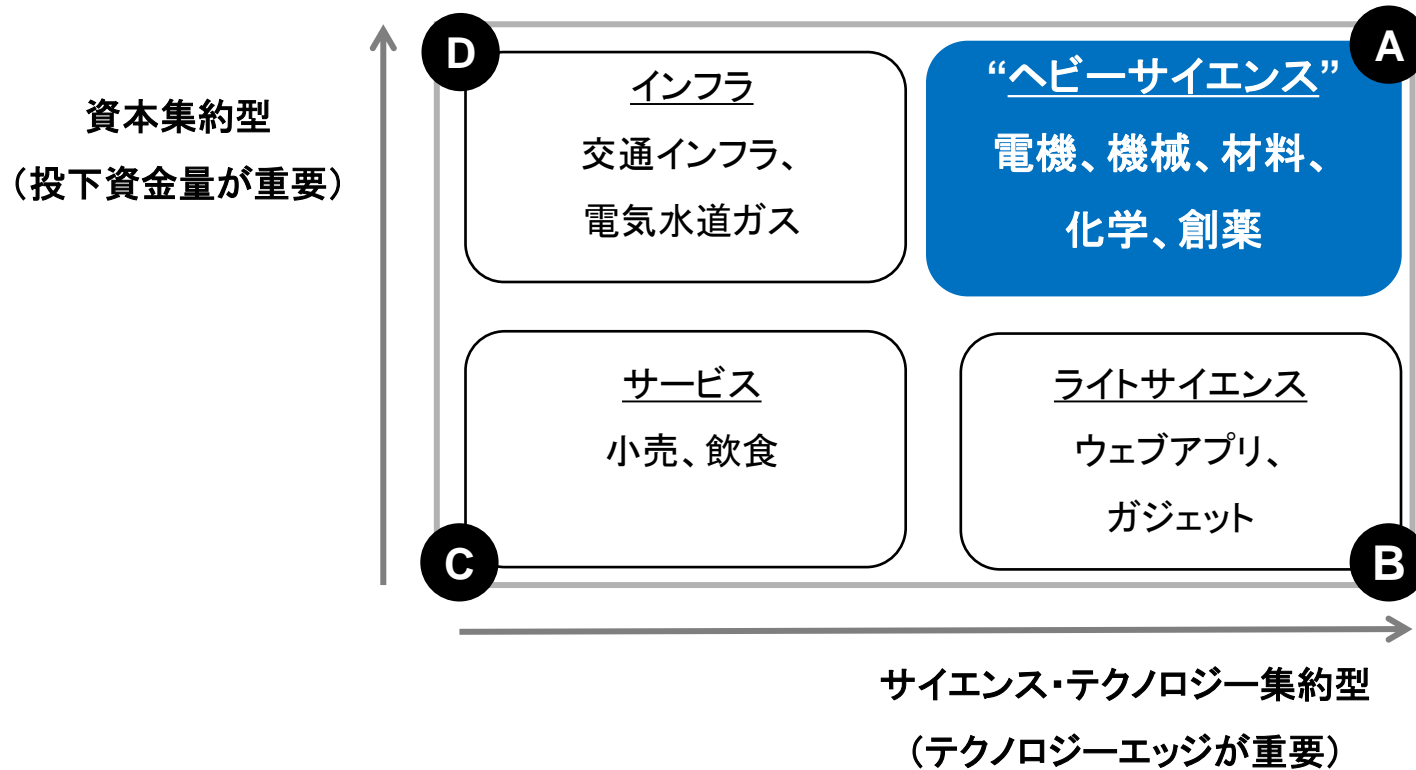 資本集約型
（投下資金量が重要）
D
インフラ
交通インフラ、
電気水道ガス
A
“ヘビーサイエンス”
電機、機械、材料、
化学、創薬
C
サービス
小売、飲食
B
ライトサイエンス
ウェブアプリ、
ガジェット
サイエンス・テクノロジー集約型
（テクノロジーエッジが重要）